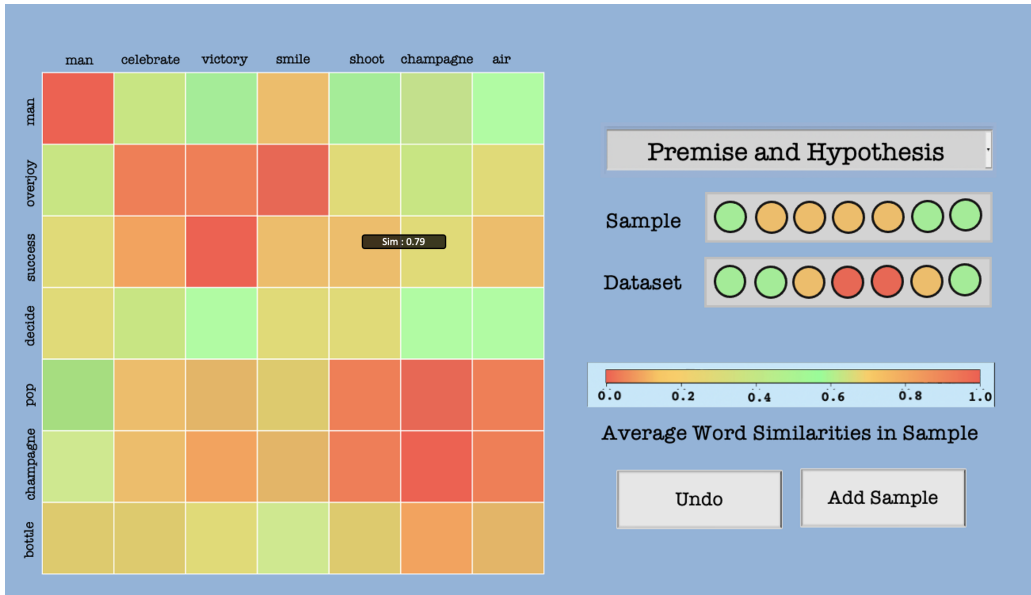 man celebrate victory smile shoot champagne air
man
overjoy
success
decide
pop
champagne
bottle
Sim : 0.79
Premise and Hypothesis
Sample
Dataset
0.0 0.2 0.4 0.6 0.8 1.0
Average Word Similarities in Sample
Undo Add Sample